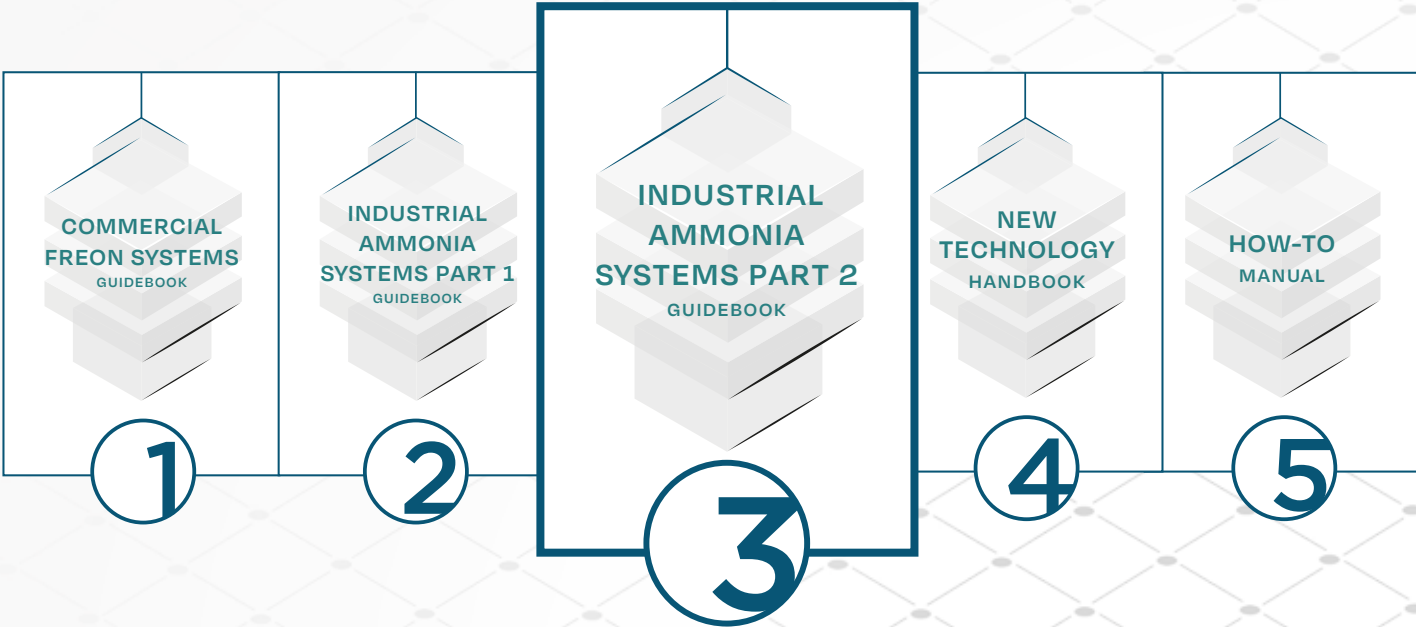 COMMERCIAL
FREON SYSTEMS
GUIDEBOOK
1
INDUSTRIAL
AMMONIA
SYSTEMS PART 1
GUIDEBOOK
2
INDUSTRIAL
AMMONIA
SYSTEMS PART 2
GUIDEBOOK
3
NEW
TECHNOLOGY
HANDBOOK
4
HOW-TO
MANUAL
5